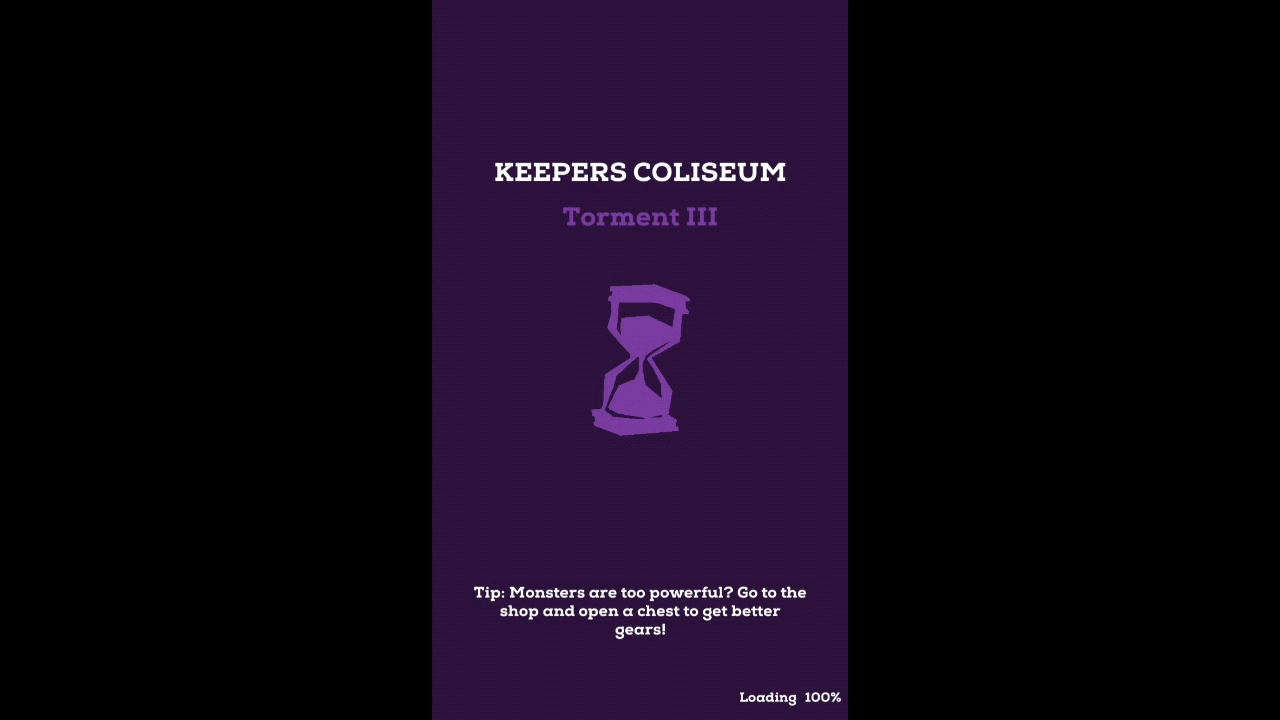 KEEPERS COLISEUM
Torment III
Tip: Monsters are too powerful? Go to the
shop and open a chest to get better
gears!
Loading 100%